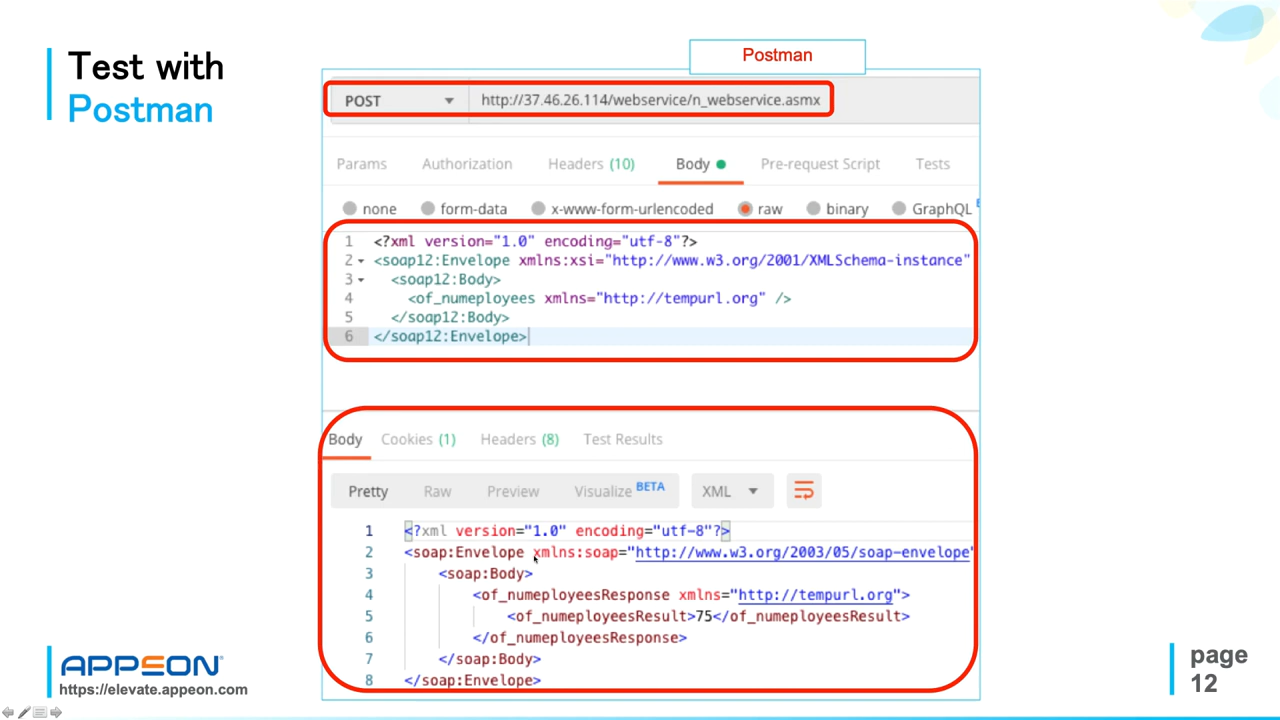 Test with
Postman
Postman
POST http://37.46.26.114/webservice/n_webservice.asmx
Params Authorization Headers (10) Body Pre-request Script Tests
none form-data x-www-form-urlencoded raw binary GraphQL
1 <?xml version="1.0" encoding="utf-8"?>
2 <soap12:Envelope xmlns:xsi="http://www.w3.org/2001/XMLSchema-instance"
3 <soap12:Body>
4 <of_numeployees xmlns="http://tempurl.org" />
5 </soap12:Body>
6 </soap12:Envelope>
Body Cookies (1) Headers (8) Test Results
Pretty Raw Preview Visualize BETA XML
1 <?xml version="1.0" encoding="utf-8"?>
2 <soap:Envelope xmlns:soap="http://www.w3.org/2003/05/soap-envelope"
3 <soap:Body>
4 <of_numeployeesResponse xmlns="http://tempurl.org">
5 <of_numeployeesResult>75</of_numeployeesResult>
6 </of_numeployeesResponse>
7 </soap:Body>
8 </soap:Envelope>
APPEON®
https://elevate.appeon.com
page
12